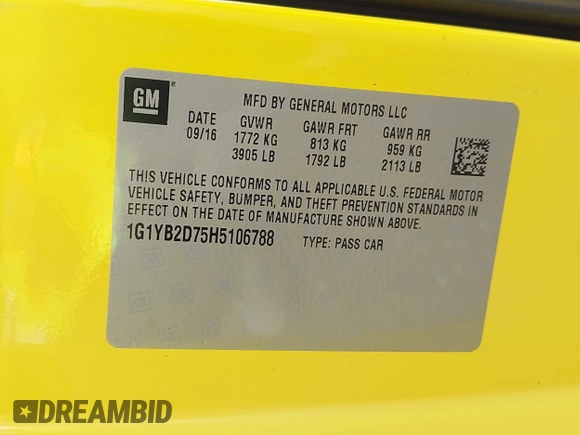 GM
MFD BY GENERAL MOTORS LLC
DATE GVWR GAWR FRT GAWR RR
09/16 1772 KG 813 KG 959 KG
3905 LB 1792 LB 2113 LB
THIS VEHICLE CONFORMS TO ALL APPLICABLE U.S. FEDERAL MOTOR
VEHICLE SAFETY, BUMPER, AND THEFT PREVENTION STANDARDS IN
EFFECT ON THE DATE OF MANUFACTURE SHOWN ABOVE.
1G1YB2D75H5106788 TYPE: PASS CAR
DREAMBID